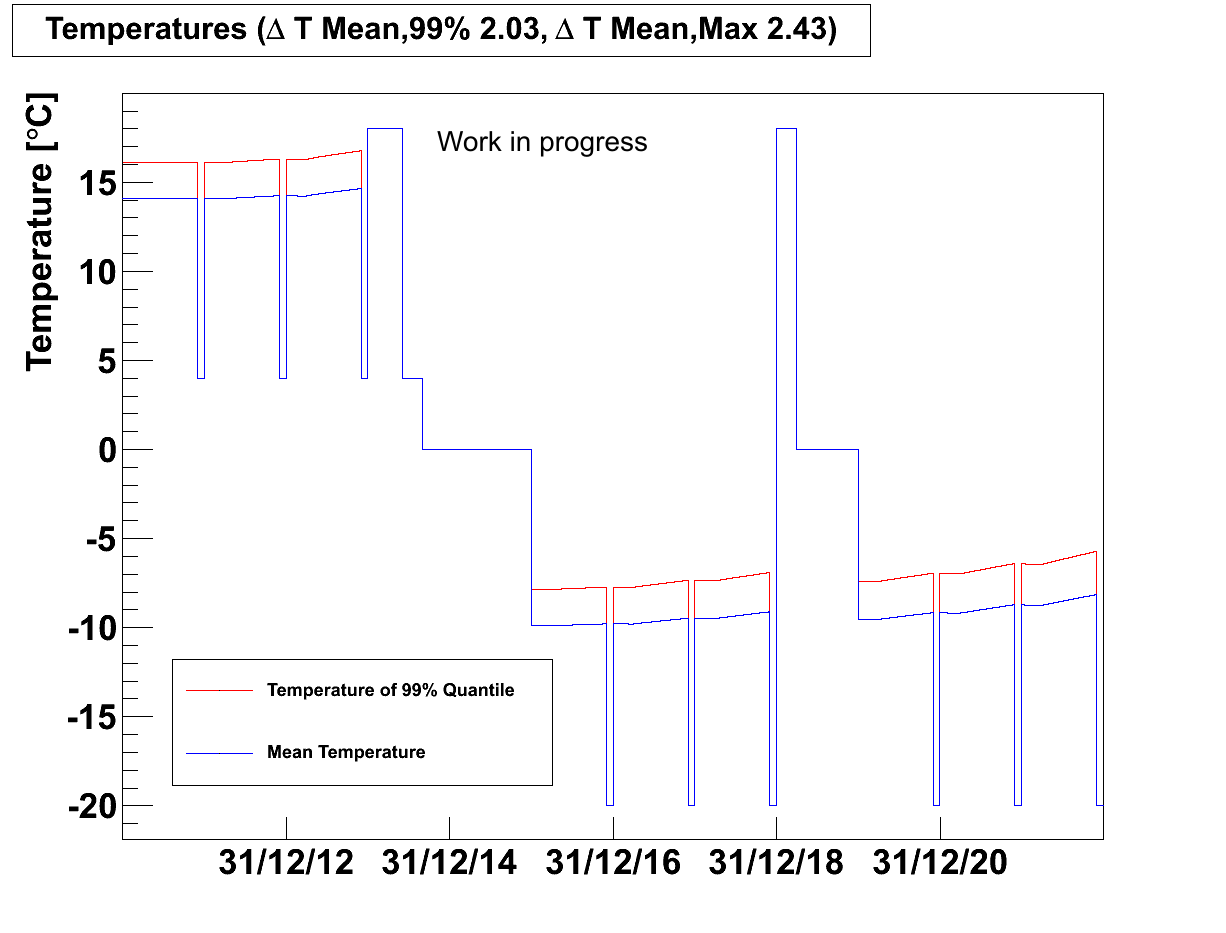 Temperatures (Δ T Mean,99% 2.03, Δ T Mean,Max 2.43)
Temperature [°C]
Work in progress
15
10
5
0
-5
-10
-15
-20
Temperature of 99% Quantile
Mean Temperature
31/12/12 31/12/14 31/12/16 31/12/18 31/12/20